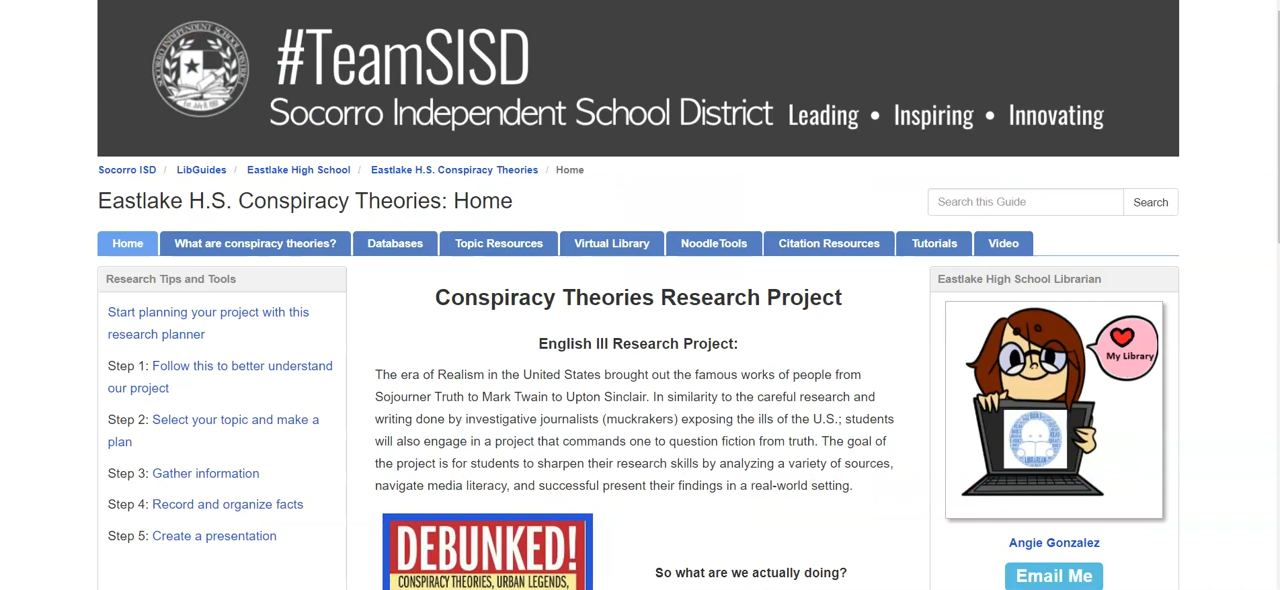 #TeamSISD
Socorro Independent School District Leading • Inspiring • Innovating
SOCORRO INDEPENDENT SCHOOL DISTRICT
Socorro ISD / LibGuides / Eastlake High School / Eastlake H.S. Conspiracy Theories / Home
Eastlake H.S. Conspiracy Theories: Home
Search this Guide Search
Home What are conspiracy theories? Databases Topic Resources Virtual Library NoodleTools Citation Resources Tutorials Video
Research Tips and Tools
Start planning your project with this
research planner
Step 1: Follow this to better understand
our project
Step 2: Select your topic and make a
plan
Step 3: Gather information
Step 4: Record and organize facts
Step 5: Create a presentation
Conspiracy Theories Research Project
English III Research Project:
The era of Realism in the United States brought out the famous works of people from
Sojourner Truth to Mark Twain to Upton Sinclair. In similarity to the careful research and
writing done by investigative journalists (muckrakers) exposing the ills of the U.S.; students
will also engage in a project that commands one to question fiction from truth. The goal of
the project is for students to sharpen their research skills by analyzing a variety of sources,
navigate media literacy, and successful present their findings in a real-world setting.
DEBUNKED!
CONSPIRACY THEORIES, URBAN LEGENDS,
So what are we actually doing?
Eastlake High School Librarian
My Library
Angie Gonzalez
Email Me